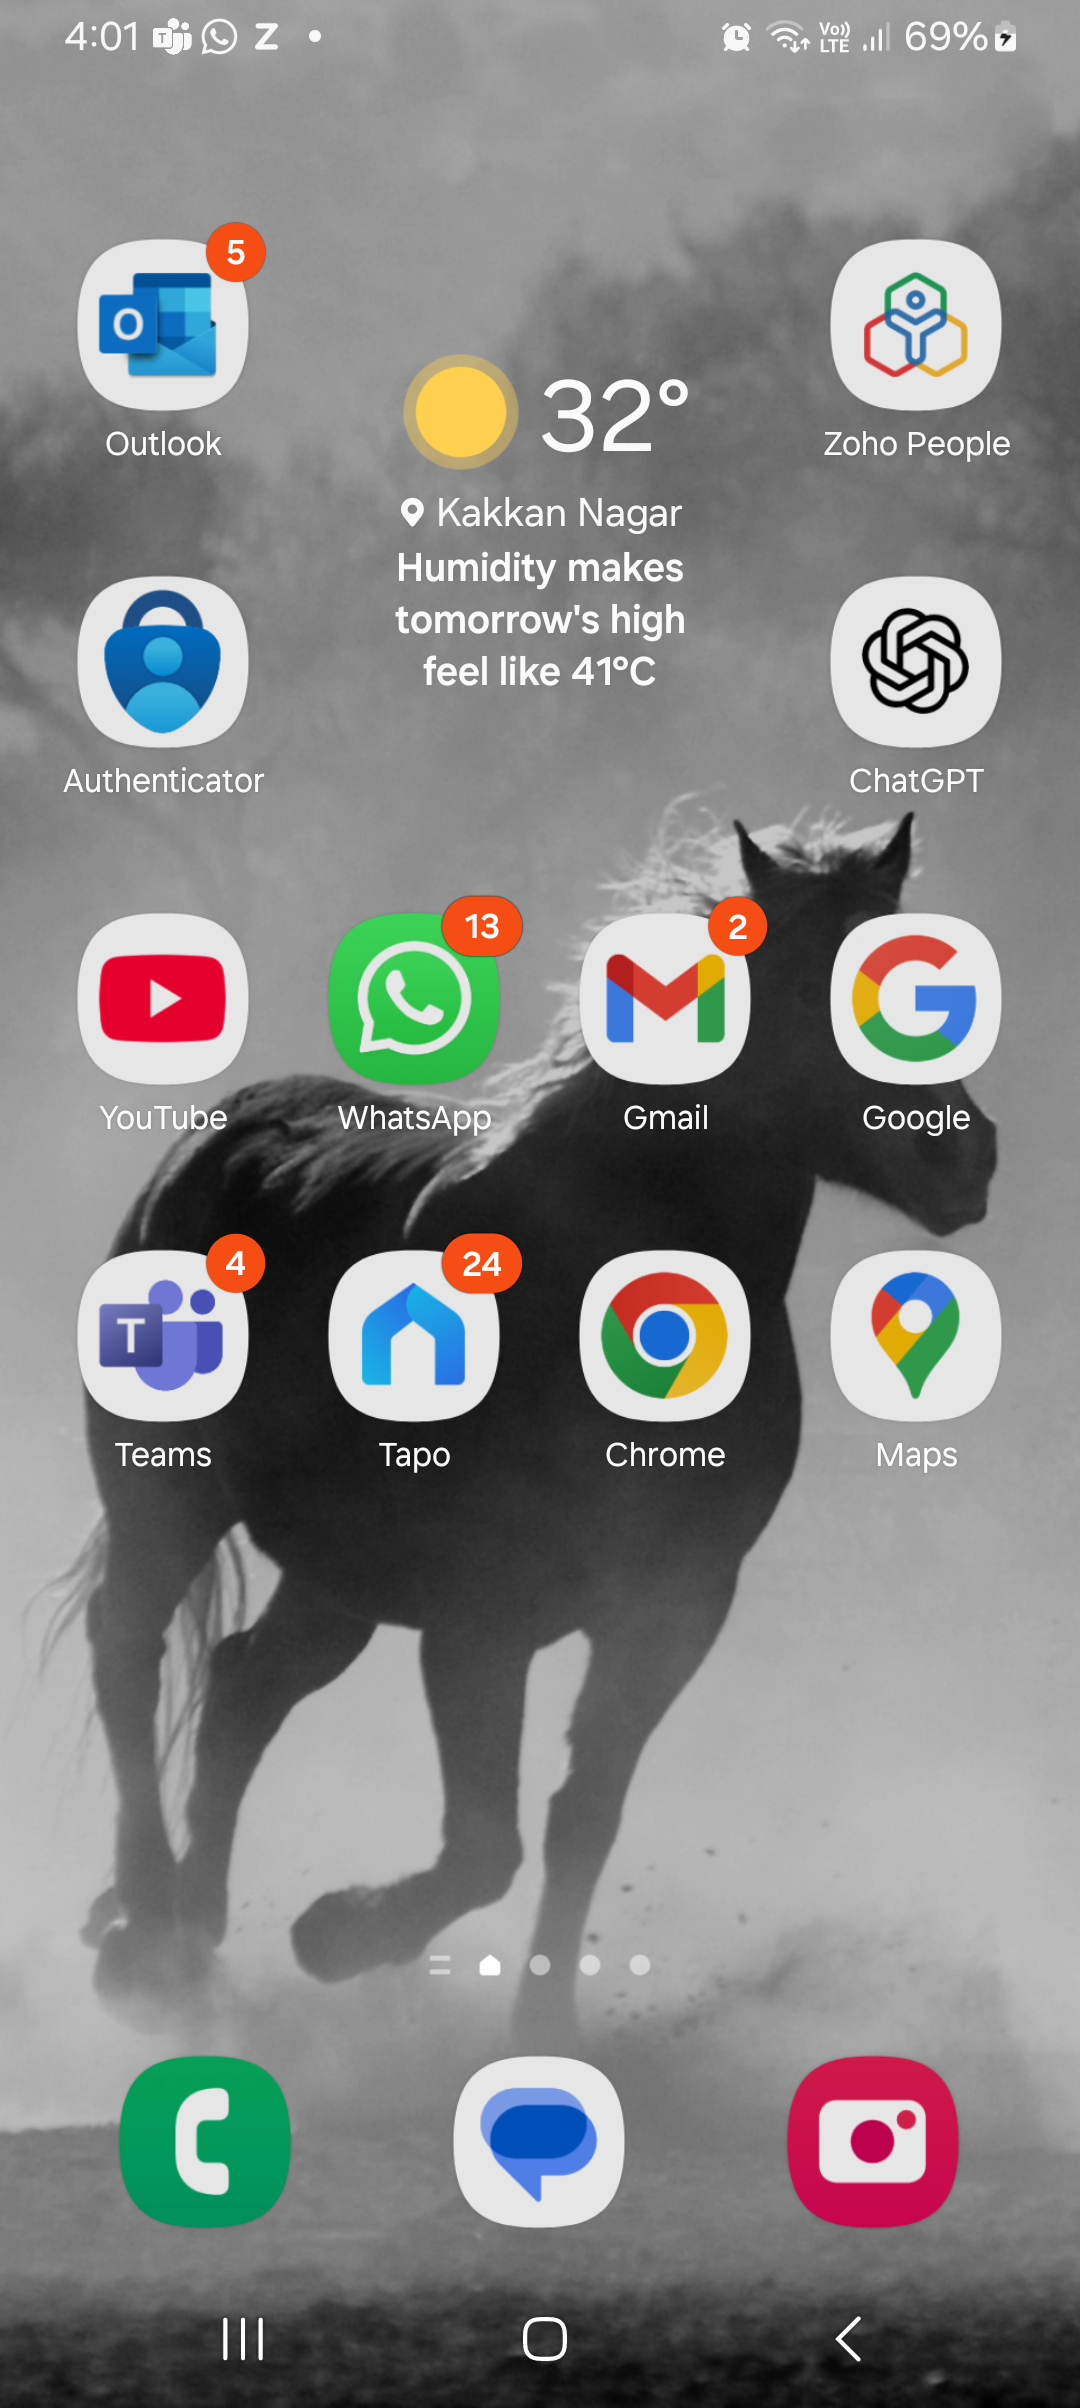 4:01 Z 69%
Vo)) LTE
5
Outlook
Zoho People
32°
Kakkan Nagar
Humidity makes
tomorrow's high
feel like 41°C
Authenticator
ChatGPT
13
2
YouTube
WhatsApp
Gmail
Google
4
24
Teams
Tapo
Chrome
Maps